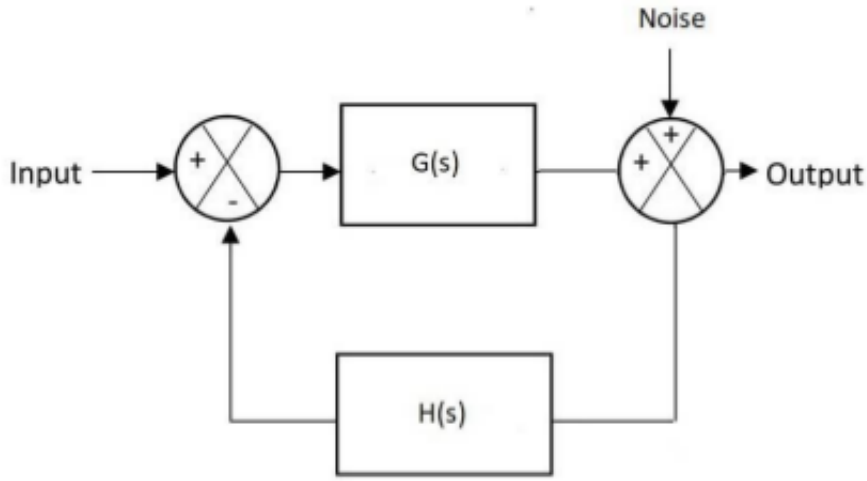 Noise
+
Input
+
-
G(s)
+
Output
H(s)